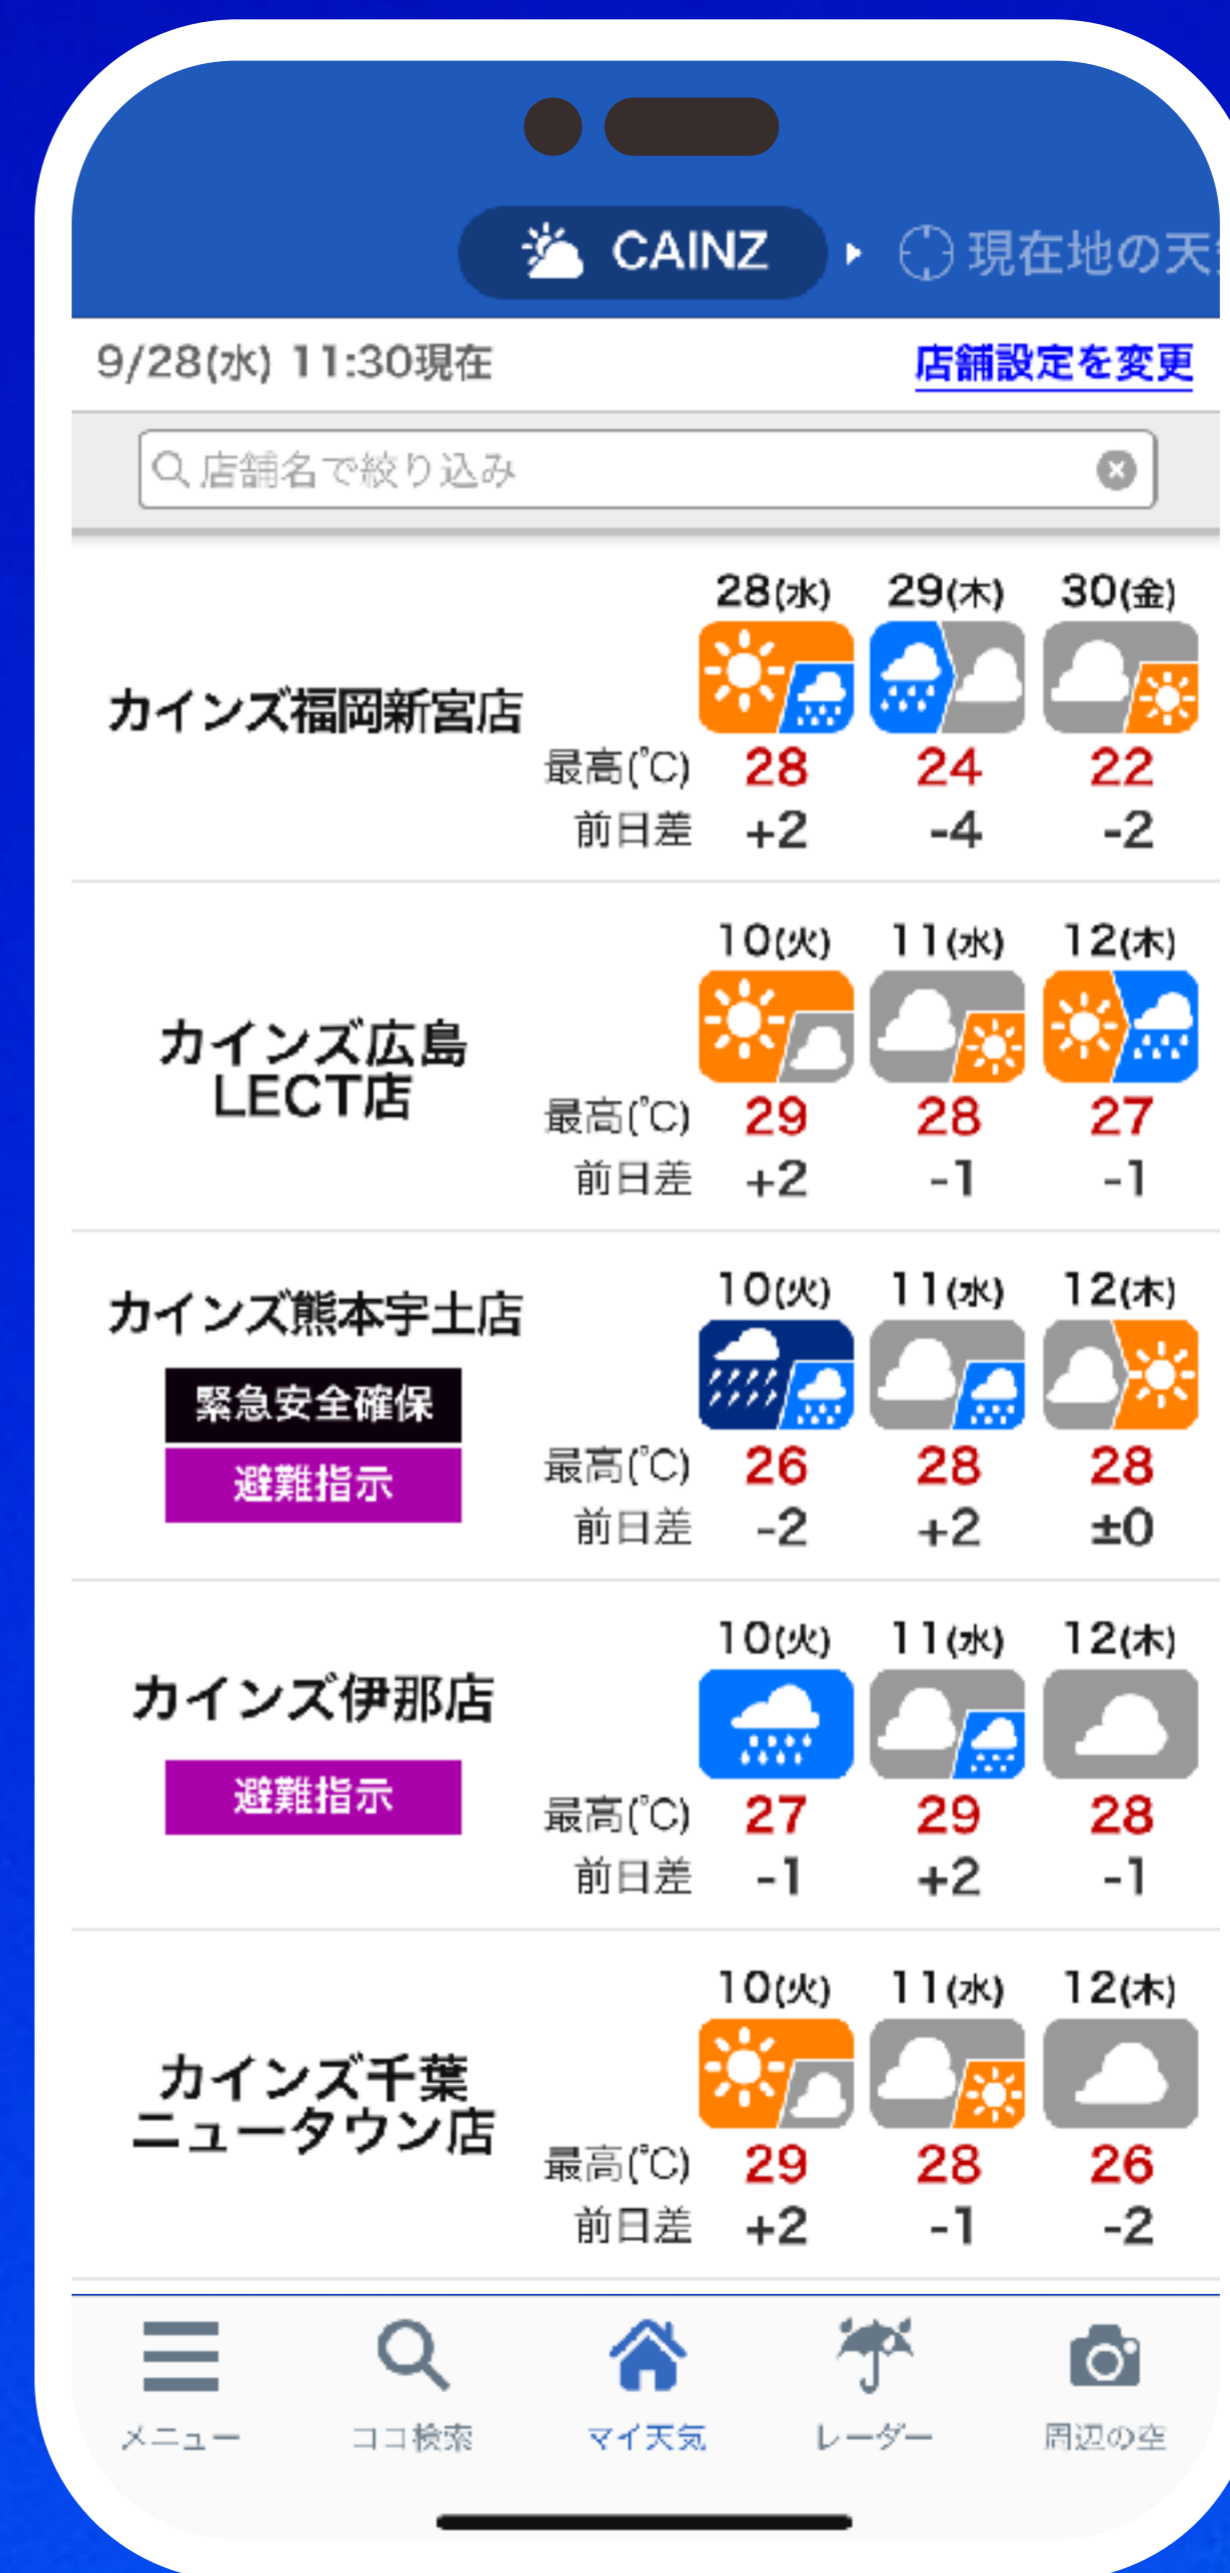 CAINZ
現在地の天
9/28(水) 11:30現在
店舗設定を変更
店舗名で絞り込み
28(水) 29(木) 30(金)
カインズ福岡新宮店
最高(℃) 28 24 22
前日差 +2 -4 -2
10(火) 11(水) 12(木)
カインズ広島
LECT店
最高(℃) 29 28 27
前日差 +2 -1 -1
10(火) 11(水) 12(木)
カインズ熊本宇土店
緊急安全確保
避難指示
最高(℃) 26 28 28
前日差 -2 +2 ±0
10(火) 11(水) 12(木)
カインズ伊那店
避難指示
最高(℃) 27 29 28
前日差 -1 +2 -1
10(火) 11(水) 12(木)
カインズ千葉
ニュータウン店
最高(℃) 29 28 26
前日差 +2 -1 -2
メニュー ココ検索 マイ天気 レーダー 周辺の空